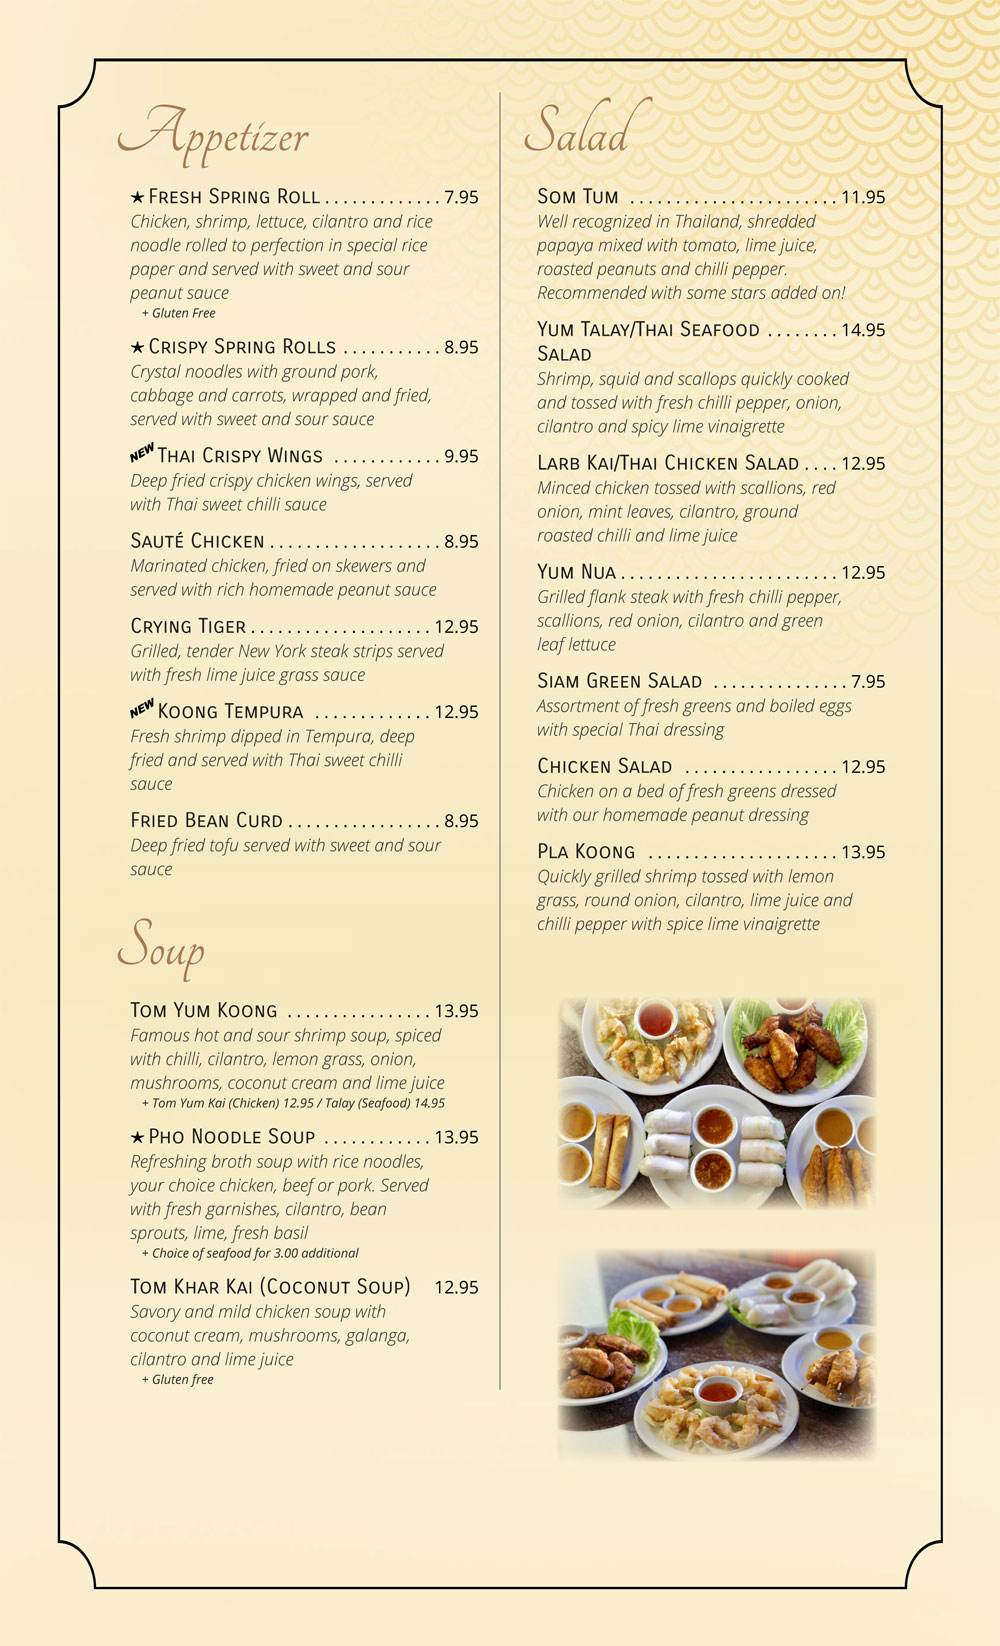 Appetizer
★ Fresh Spring Roll ............. 7.95
Chicken, shrimp, lettuce, cilantro and rice
noodle rolled to perfection in special rice
paper and served with sweet and sour
peanut sauce
+ Gluten Free
★ Crispy Spring Rolls ........... 8.95
Crystal noodles with ground pork,
cabbage and carrots, wrapped and fried,
served with sweet and sour sauce
NEW Thai Crispy Wings ............ 9.95
Deep fried crispy chicken wings, served
with Thai sweet chilli sauce
Sauté Chicken ................... 8.95
Marinated chicken, fried on skewers and
served with rich homemade peanut sauce
Crying Tiger .................... 12.95
Grilled, tender New York steak strips served
with fresh lime juice grass sauce
NEW Koong Tempura ............. 12.95
Fresh shrimp dipped in Tempura, deep
fried and served with Thai sweet chilli
sauce
Fried Bean Curd ................. 8.95
Deep fried tofu served with sweet and sour
sauce
Soup
Tom Yum Koong ................ 13.95
Famous hot and sour shrimp soup, spiced
with chilli, cilantro, lemon grass, onion,
mushrooms, coconut cream and lime juice
+ Tom Yum Kai (Chicken) 12.95 / Talay (Seafood) 14.95
★ Pho Noodle Soup ............ 13.95
Refreshing broth soup with rice noodles,
your choice chicken, beef or pork. Served
with fresh garnishes, cilantro, bean
sprouts, lime, fresh basil
+ Choice of seafood for 3.00 additional
Tom Khar Kai (Coconut Soup) 12.95
Savory and mild chicken soup with
coconut cream, mushrooms, galanga,
cilantro and lime juice
+ Gluten free
Salad
Som Tum ....................... 11.95
Well recognized in Thailand, shredded
papaya mixed with tomato, lime juice,
roasted peanuts and chilli pepper.
Recommended with some stars added on!
Yum Talay/Thai Seafood ........ 14.95
Salad
Shrimp, squid and scallops quickly cooked
and tossed with fresh chilli pepper, onion,
cilantro and spicy lime vinaigrette
Larb Kai/Thai Chicken Salad .... 12.95
Minced chicken tossed with scallions, red
onion, mint leaves, cilantro, ground
roasted chilli and lime juice
Yum Nua ........................ 12.95
Grilled flank steak with fresh chilli pepper,
scallions, red onion, cilantro and green
leaf lettuce
Siam Green Salad ............... 7.95
Assortment of fresh greens and boiled eggs
with special Thai dressing
Chicken Salad ................. 12.95
Chicken on a bed of fresh greens dressed
with our homemade peanut dressing
Pla Koong ..................... 13.95
Quickly grilled shrimp tossed with lemon
grass, round onion, cilantro, lime juice and
chilli pepper with spice lime vinaigrette